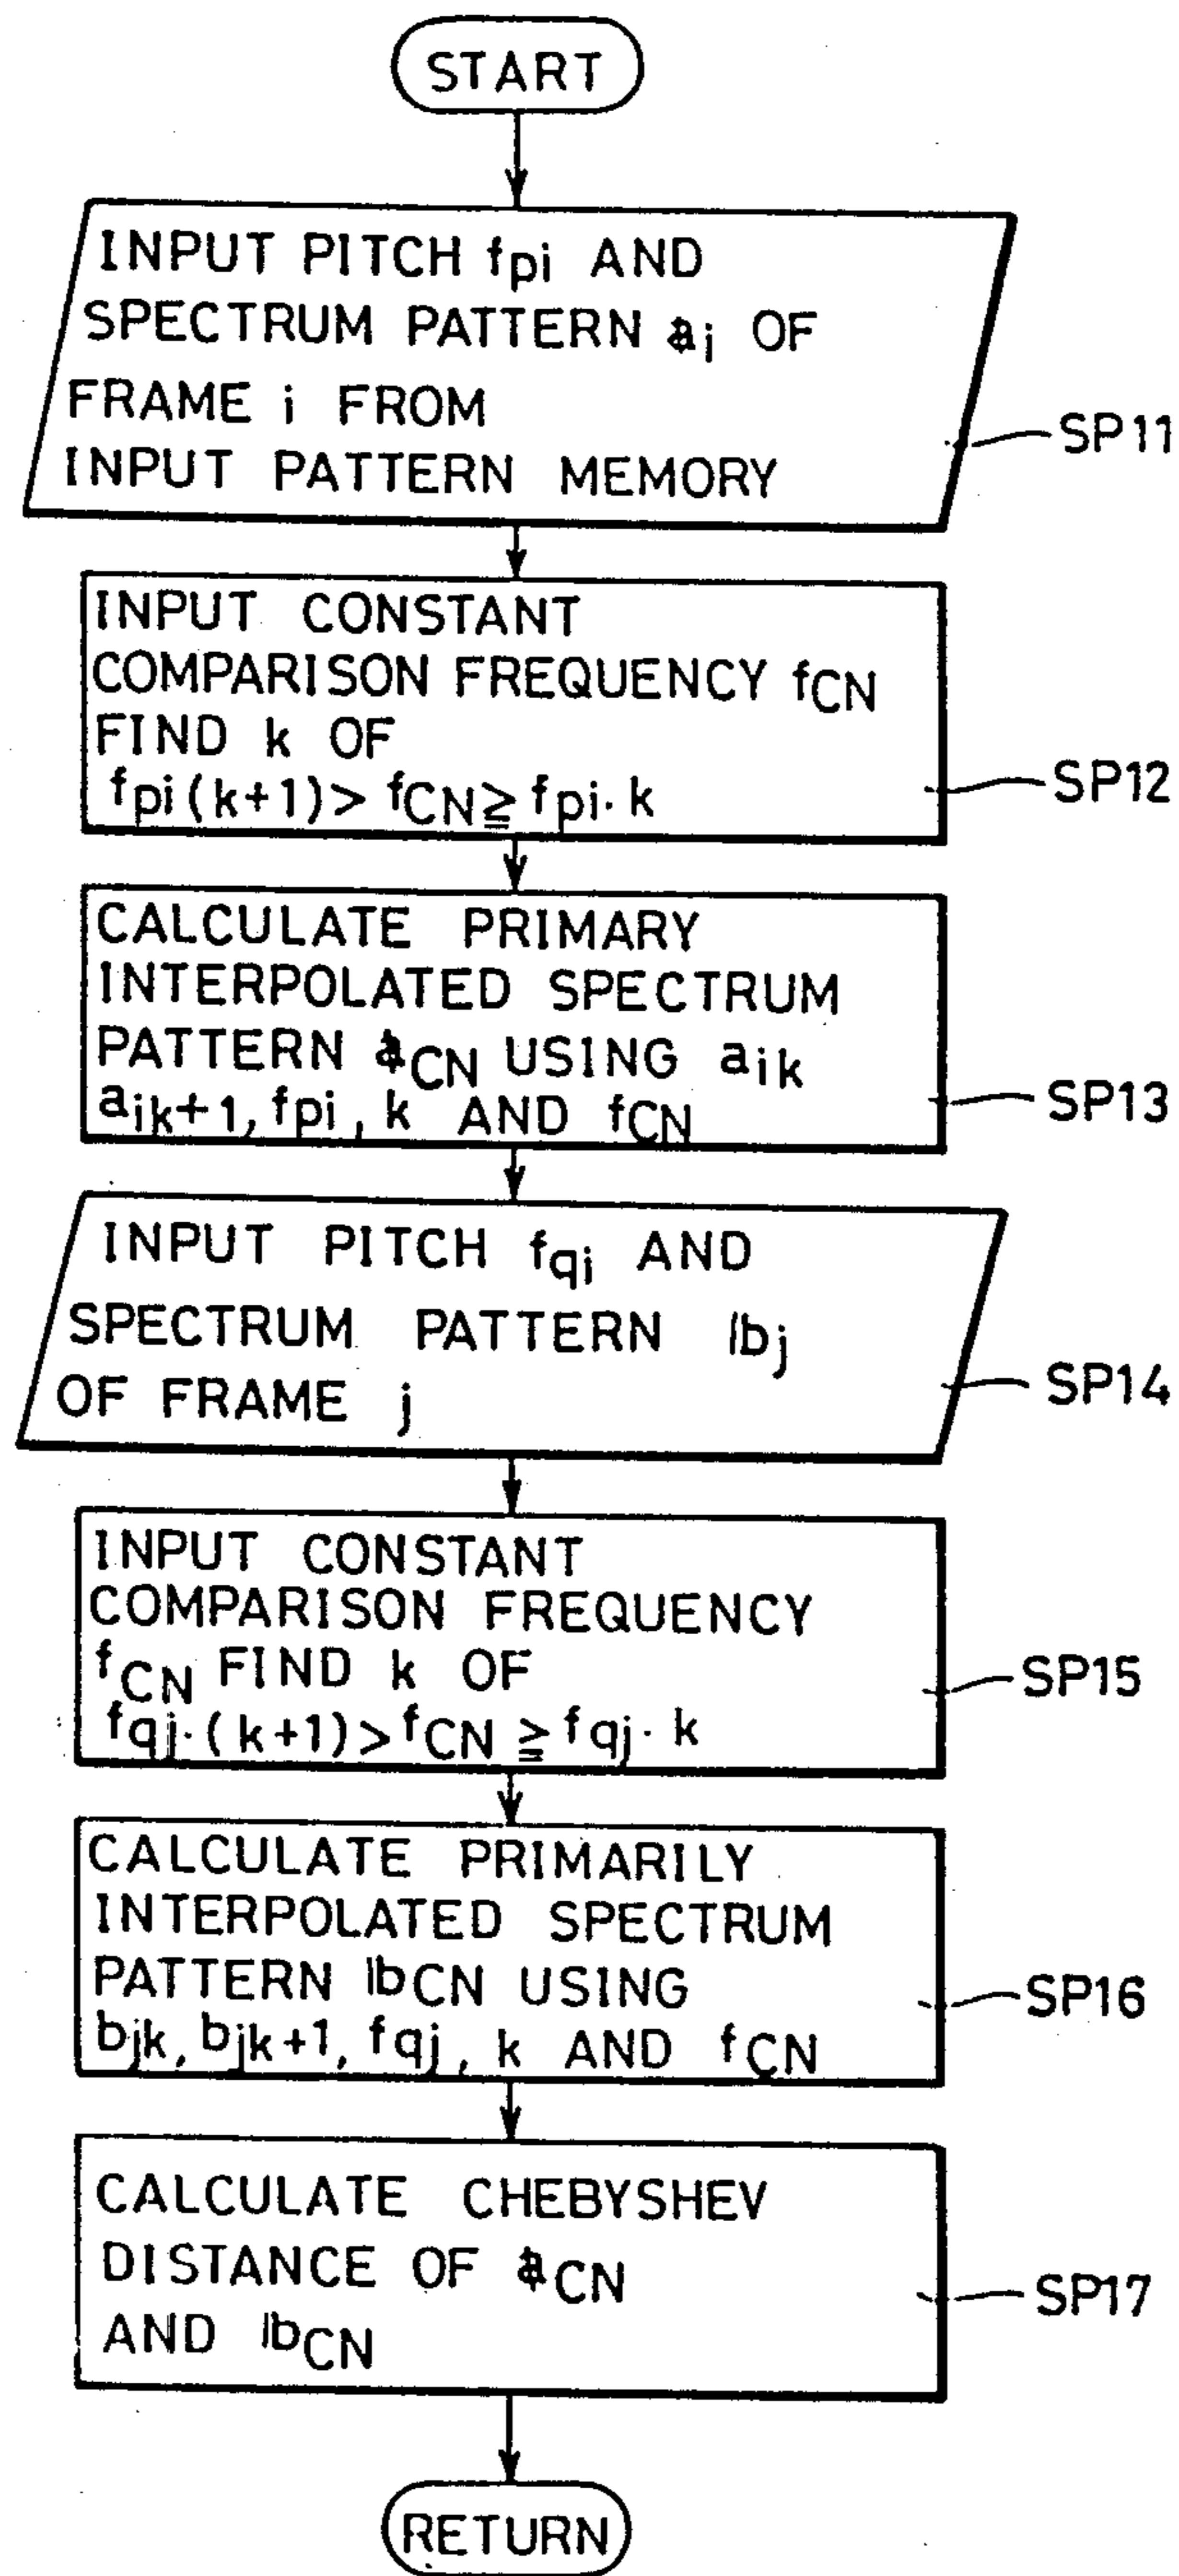 START
INPUT PITCH fpi AND
SPECTRUM PATTERN 𝕒i OF
FRAME i FROM
INPUT PATTERN MEMORY
SP11
INPUT CONSTANT
COMPARISON FREQUENCY fCN
FIND k OF
fpi(k+1) > fCN ≧ fpi· k
SP12
CALCULATE PRIMARY
INTERPOLATED SPECTRUM
PATTERN 𝕒CN USING aik
aik+1, fpi, k AND fCN
SP13
INPUT PITCH fqi AND
SPECTRUM PATTERN 𝕓j
OF FRAME j
SP14
INPUT CONSTANT
COMPARISON FREQUENCY
fCN FIND k OF
fqj·(k+1) > fCN ≧ fqj· k
SP15
CALCULATE PRIMARILY
INTERPOLATED SPECTRUM
PATTERN 𝕓CN USING
bjk, bjk+1, fqj, k AND fCN
SP16
CALCULATE CHEBYSHEV
DISTANCE OF 𝕒CN
AND 𝕓CN
SP17
RETURN